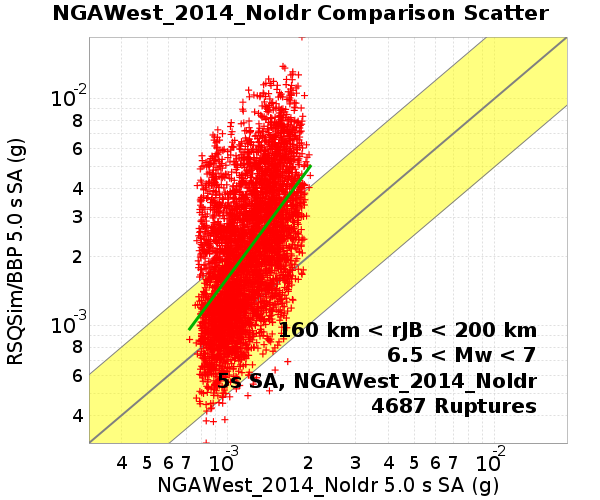 NGAWest_2014_NoIdr Comparison Scatter
RSQSim/BBP 5.0 s SA (g)
10-2
8
6
4
3
2
10-3
8
6
4
160 km < rJB < 200 km
6.5 < Mw < 7
5s SA, NGAWest_2014_NoIdr
4687 Ruptures
4 5 6 7 10-3 2 3 4 5 6 7 10-2
NGAWest_2014_NoIdr 5.0 s SA (g)